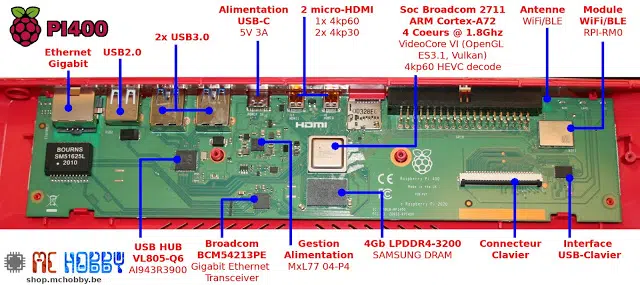 PI400
Ethernet
Gigabit
USB2.0
2x USB3.0
Alimentation
USB-C
5V 3A
2 micro-HDMI
1x 4kp60
2x 4kp30
Soc Broadcom 2711
ARM Cortex-A72
4 Coeurs @ 1.8Ghz
VideoCore VI (OpenGL
ES3.1, Vulkan)
4kp60 HEVC decode
Antenne
WiFi/BLE
Module
WiFi/BLE
RPI-RM0
HDMI
BOURNS
SM51625L
2010
Raspberry Pi 400
USB HUB
VL805-Q6
AI943R3900
Broadcom
BCM54213PE
Gigabit Ethernet
Transceiver
Gestion
Alimentation
MxL77 04-P4
4Gb LPDDR4-3200
SAMSUNG DRAM
Connecteur
Clavier
Interface
USB-Clavier
MC HOBBY
shop.mchobby.be